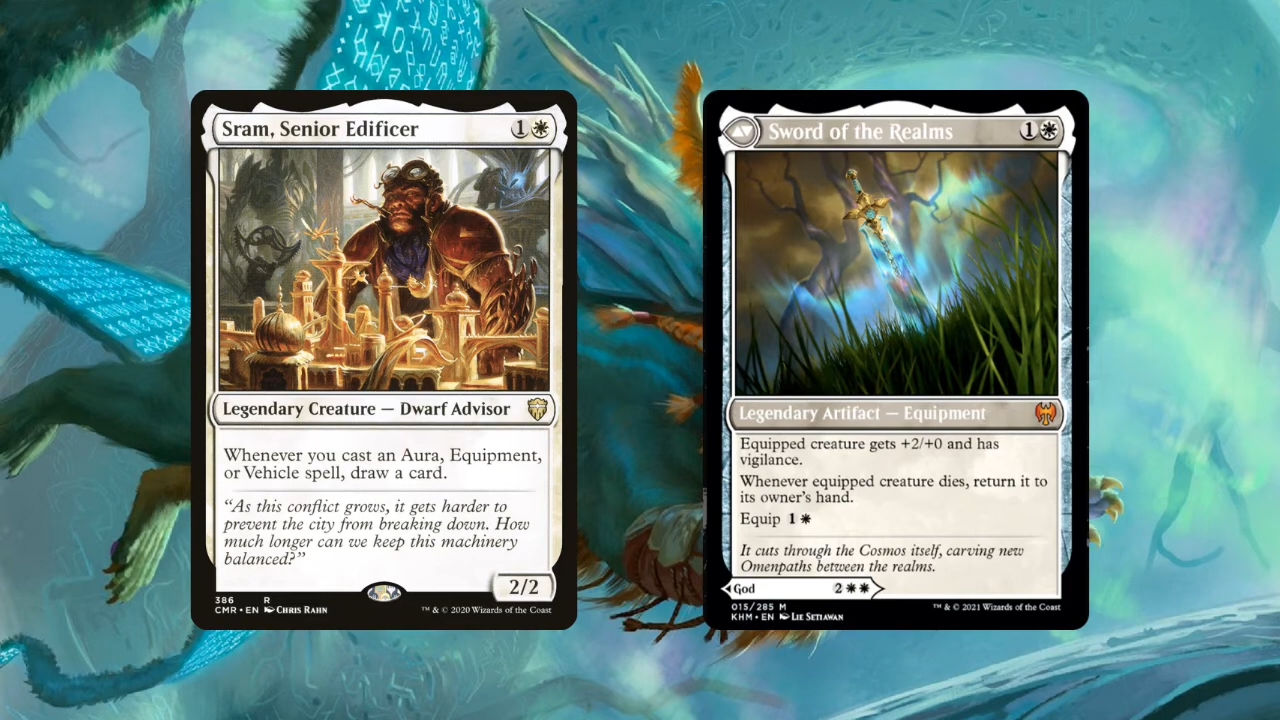 Sram, Senior Edificer 1
Legendary Creature — Dwarf Advisor
Whenever you cast an Aura, Equipment,
or Vehicle spell, draw a card.
“As this conflict grows, it gets harder to
prevent the city from breaking down. How
much longer can we keep this machinery
balanced?”
2/2
386 R
CMR • EN Chris Rahn ™ & © 2020 Wizards of the Coast
Sword of the Realms 1
Legendary Artifact — Equipment
Equipped creature gets +2/+0 and has
vigilance.
Whenever equipped creature dies, return it to
its owner's hand.
Equip 1
It cuts through the Cosmos itself, carving new
Omenpaths between the realms.
God 2
015/285 M
KHM • EN Lie Setiawan ™ & © 2021 Wizards of the Coast